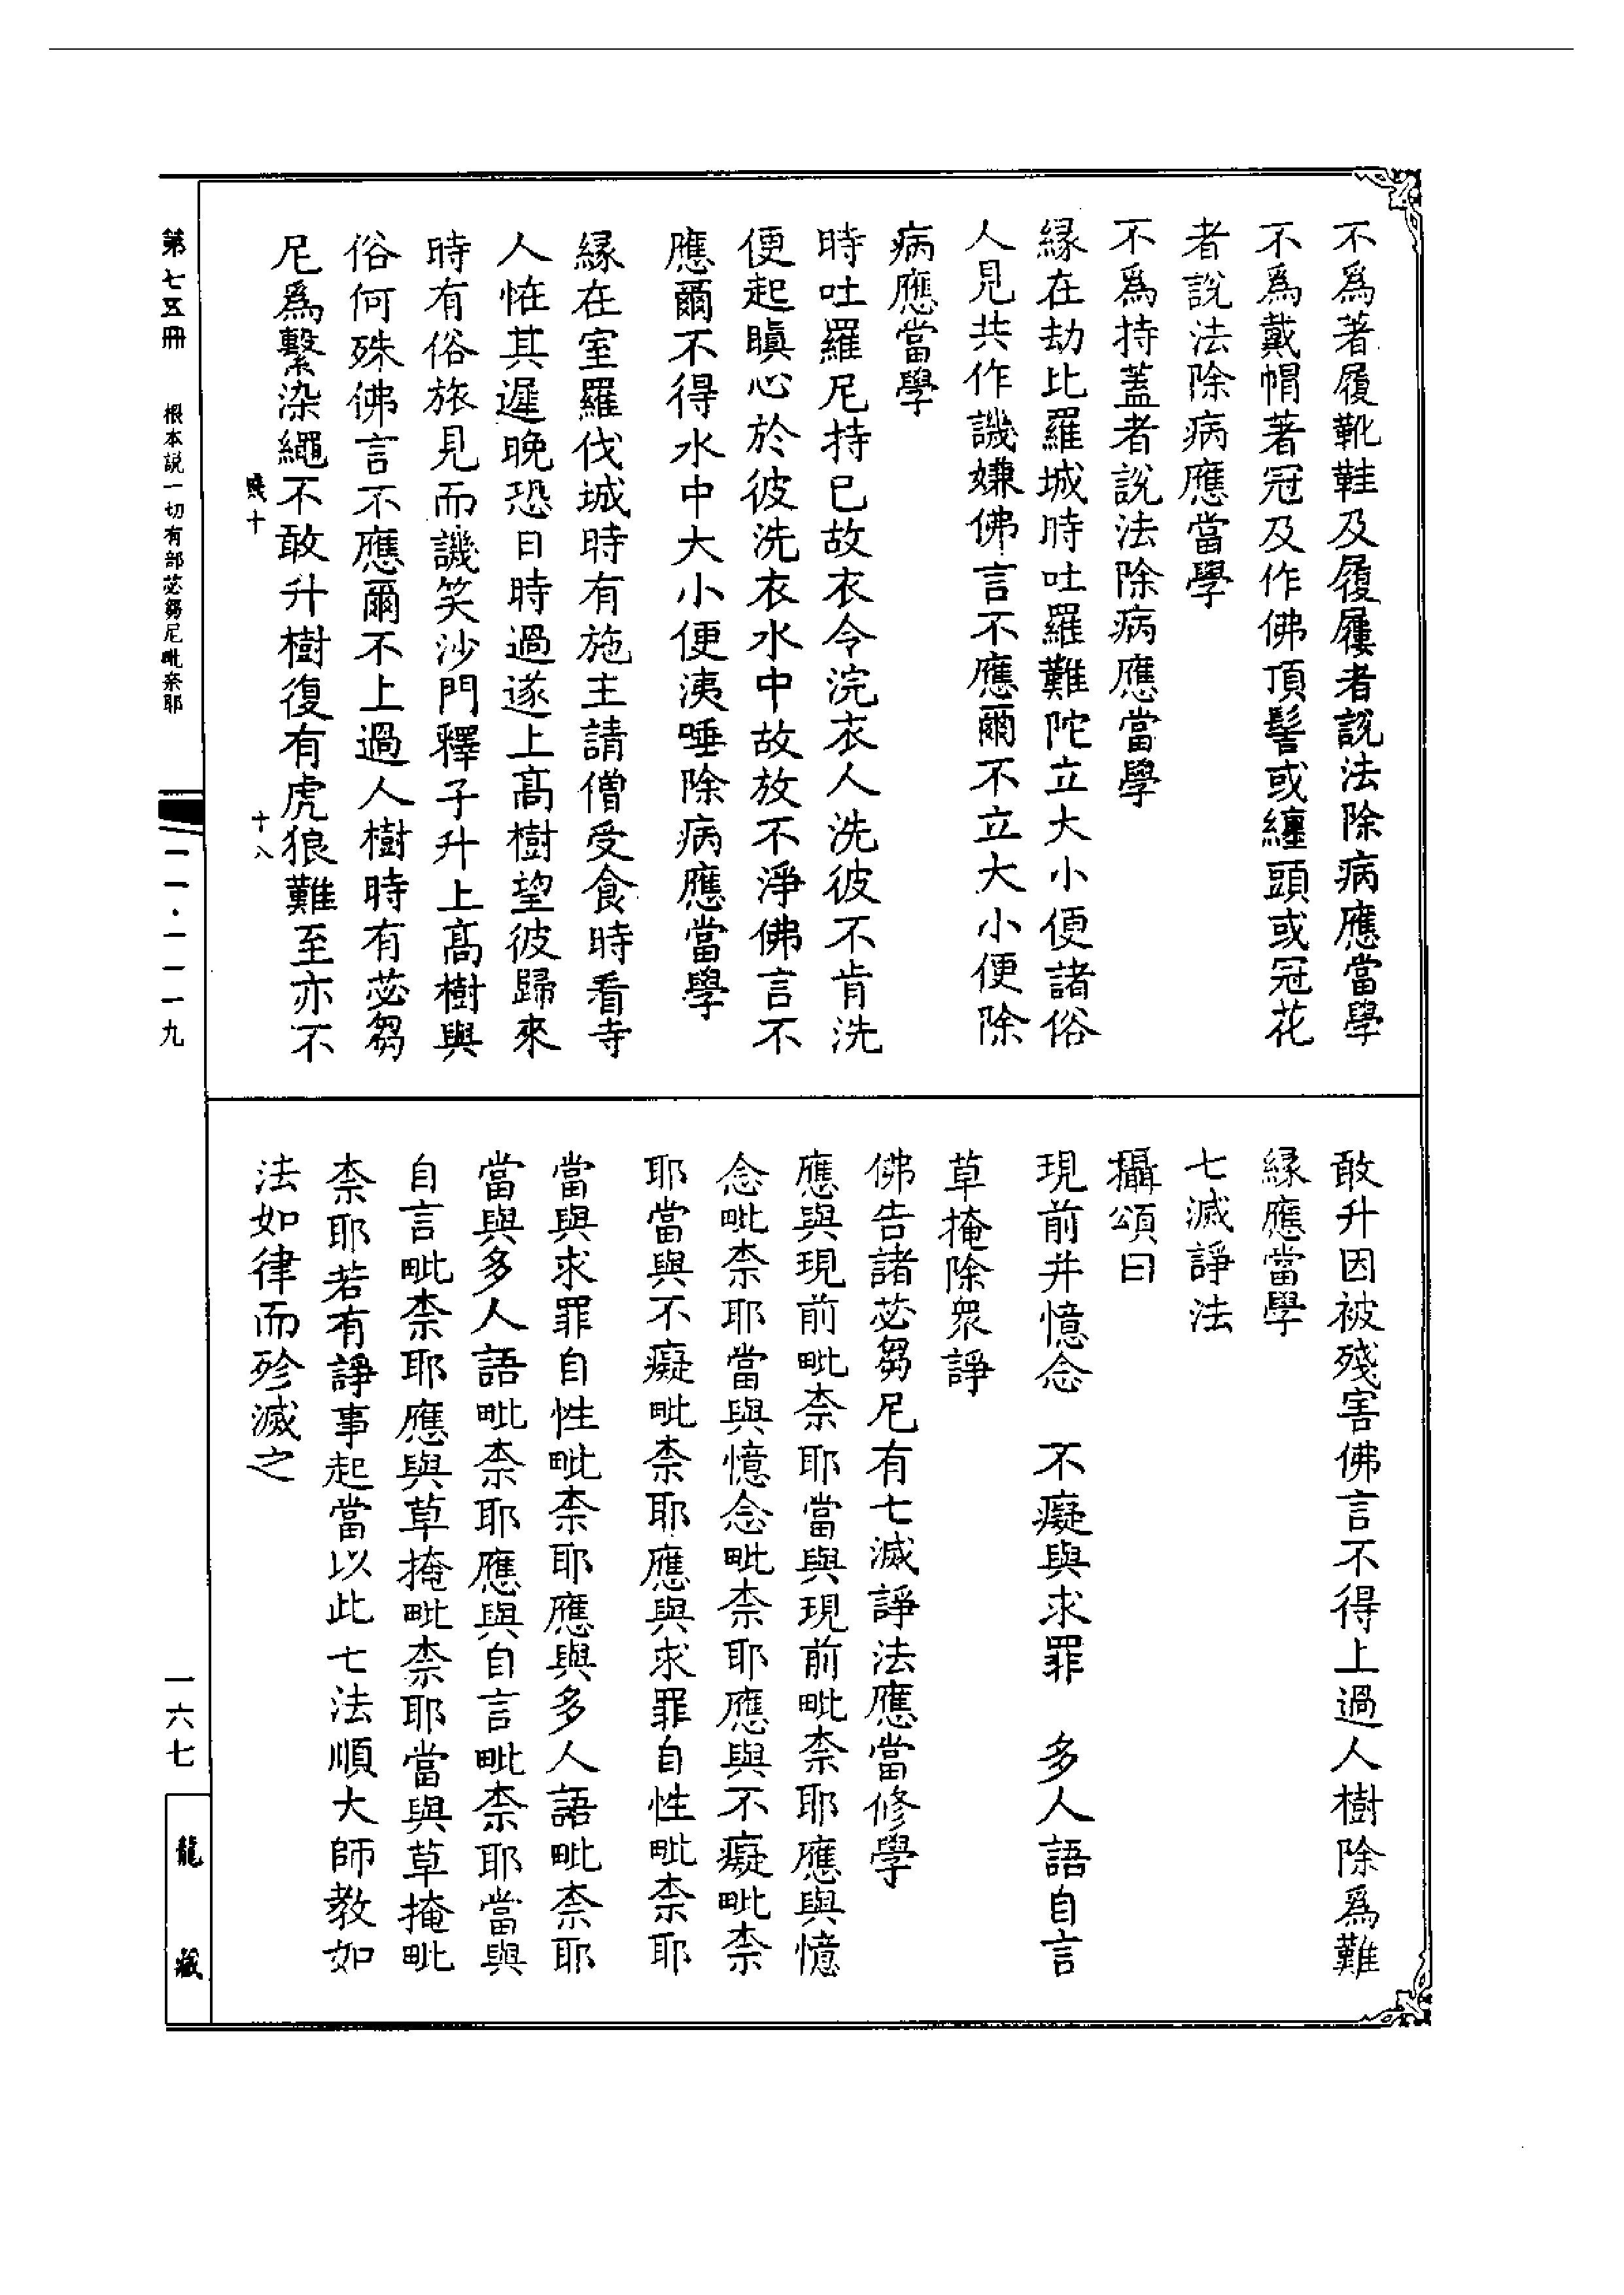 不爲著履靴鞋及履屨者說法除病應當學
不爲戴帽著冠及作佛頂髻或纏頭或冠花
者說法除病應當學
不爲持蓋者說法除病應當學
緣在劫比羅城時吐羅難陀立大小便諸俗
人見共作譏嫌佛言不應爾不立大小便除
病應當學
時吐羅尼持已故衣令浣衣人洗彼不肯洗
便起瞋心於彼洗衣水中故放不淨佛言不
應爾不得水中大小便洟唾除病應當學
緣在室羅伐城時有施主請僧受食時看寺
人恠其遲晚恐日時過遂上高樹望彼歸來
時有俗旅見而譏笑沙門釋子升上高樹與
俗何殊佛言不應爾不上過人樹時有苾芻
尼爲繫染繩不敢升樹復有虎狼難至亦不
十 十八
敢升因被殘害佛言不得上過人樹除爲難
緣應當學
七滅諍法
攝頌曰
現前并憶念　不癡與求罪　多人語自言
草掩除衆諍
佛告諸苾芻尼有七滅諍法應當修學
應與現前毗柰耶當與現前毗柰耶應與憶
念毗柰耶當與憶念毗柰耶應與不癡毗柰
耶當與不癡毗柰耶應與求罪自性毗柰耶
當與求罪自性毗柰耶應與多人語毗柰耶
當與多人語毗柰耶應與自言毗柰耶當與
自言毗柰耶應與草掩毗柰耶當與草掩毗
柰耶若有諍事起當以此七法順大師教如
法如律而殄滅之
第七五冊　根本説一切有部苾芻尼毗奈耶
一一·一一一九
一六七
龍藏